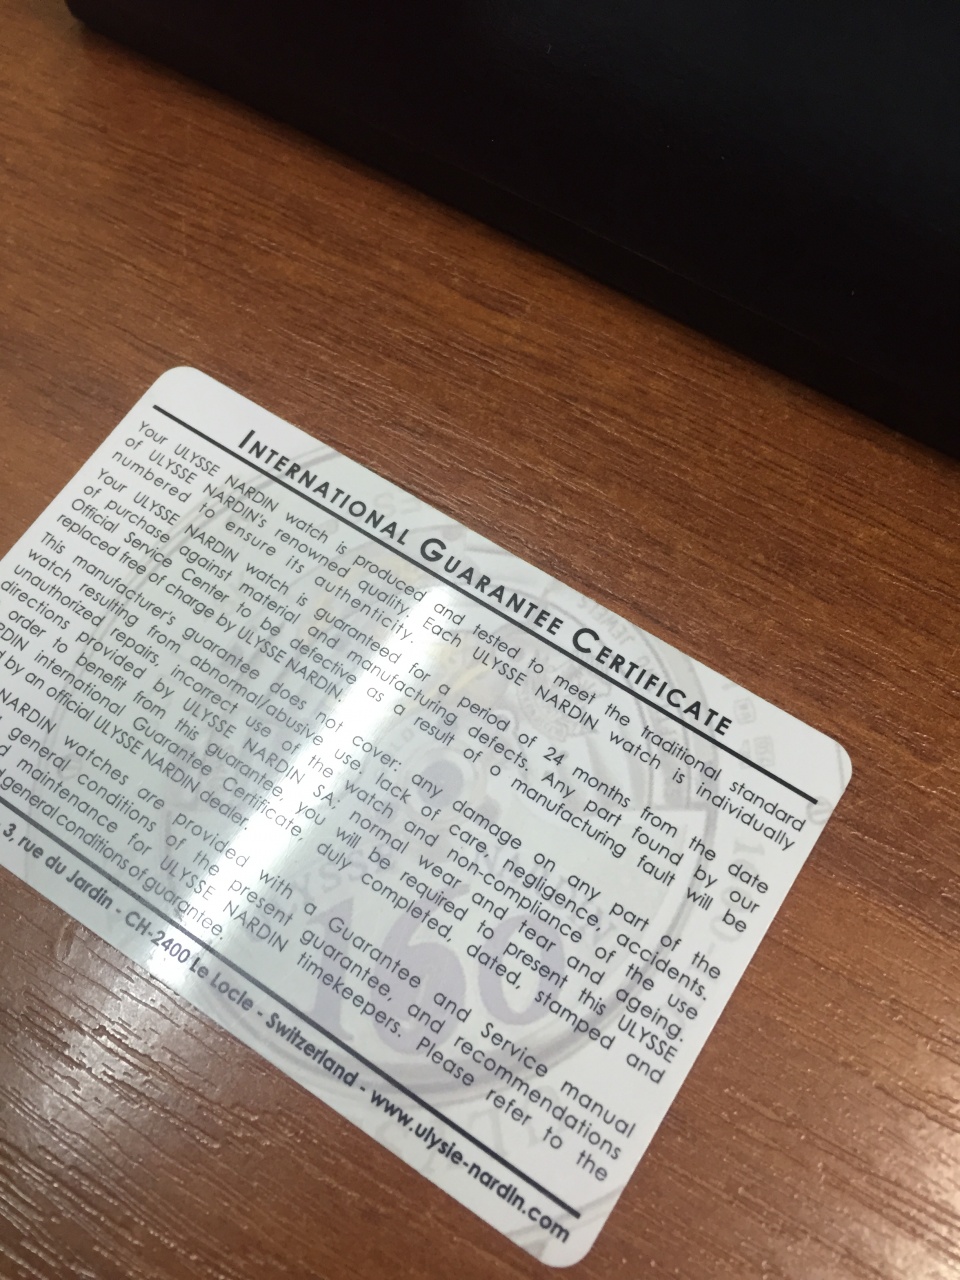 INTERNATIONAL GUARANTEE CERTIFICATE
Your ULYSSE NARDIN watch is produced and tested to meet the traditional standard
of ULYSSE NARDIN's renowned quality. Each ULYSSE NARDIN watch is individually
numbered to ensure its authenticity.
Your ULYSSE NARDIN watch is guaranteed for a period of 24 months from the date
of purchase against material and manufacturing defects. Any part found by our
Official Service Center to be defective as a result of o manufacturing fault will be
replaced free of charge by ULYSSE NARDIN.
This manufacturer's guarantee does not cover: any damage on any part of the
watch resulting from abnormal/abusive use, lack of care, negligence, accidents.
unauthorized repairs, incorrect use of the watch and non-compliance of the use
directions provided by ULYSSE NARDIN SA; normal wear and tear and ageing.
order to benefit from this guarantee, you will be required to present this ULYSSE
RDIN International Guarantee Certificate, duly completed, dated, stamped and
d by an official ULYSSE NARDIN dealer.
NARDIN watches are provided with a Guarantee and Service manual
general conditions of the present guarantee, and recommendations
d maintenance for ULYSSE NARDIN timekeepers. Please refer to the
general conditions of guarantee.
3, rue du Jardin - CH-2400 Le Locle - Switzerland - www.ulysie-nardln.com